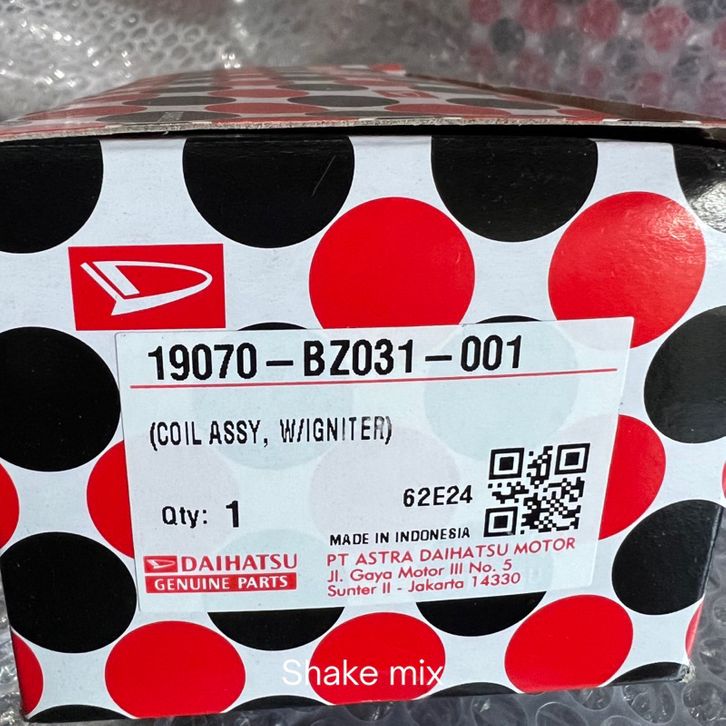 19070-BZ031-001
(COIL ASSY, W/IGNITER)
Qty: 1
62E24
MADE IN INDONESIA
DAIHATSU
GENUINE PARTS
PT ASTRA DAIHATSU MOTOR
Jl. Gaya Motor III No. 5
Sunter II - Jakarta 14330
Shake mix